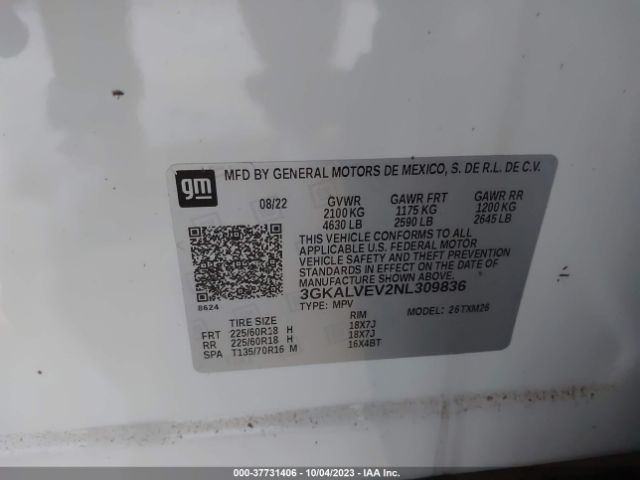 gm
MFD BY GENERAL MOTORS DE MEXICO, S. DE R.L. DE C.V.
08/22 GVWR GAWR FRT GAWR RR
2100 KG 1175 KG 1200 KG
4630 LB 2590 LB 2645 LB
THIS VEHICLE CONFORMS TO ALL
APPLICABLE U.S. FEDERAL MOTOR
VEHICLE SAFETY AND THEFT PREVENTION
STANDARDS IN EFFECT ON THE DATE OF
MANUFACTURE SHOWN ABOVE.
3GKALVEV2NL309836
8624 TYPE: MPV MODEL: 26TXM26
TIRE SIZE RIM
FRT 225/60R18 H 18X7J
RR 225/60R18 H 18X7J
SPA T135/70R16 M 16X4BT
000-37731406 - 10/04/2023 - IAA Inc.